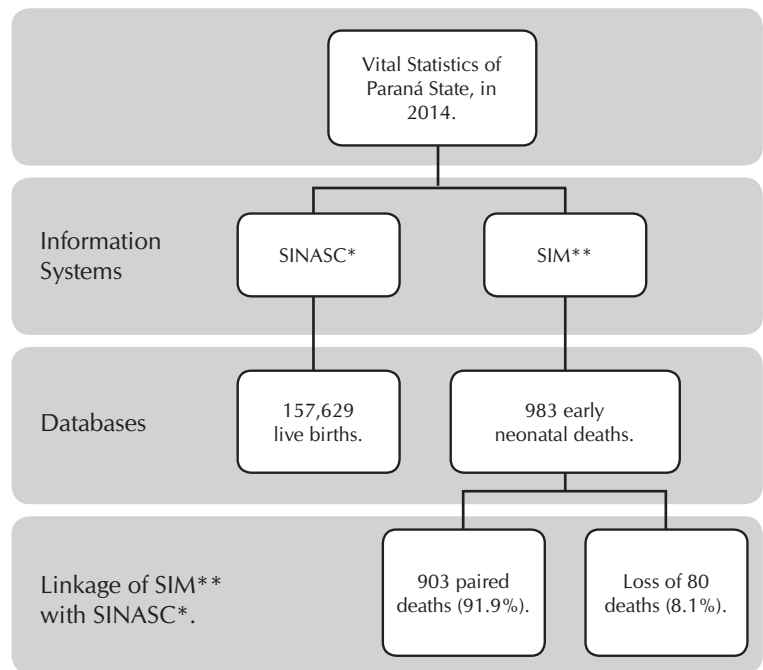 Vital Statistics of
Paraná State, in
2014.
Information
Systems
SINASC*
SIM**
Databases
157,629
live births.
983 early
neonatal deaths.
Linkage of SIM**
with SINASC*.
903 paired
deaths (91.9%).
Loss of 80
deaths (8.1%).